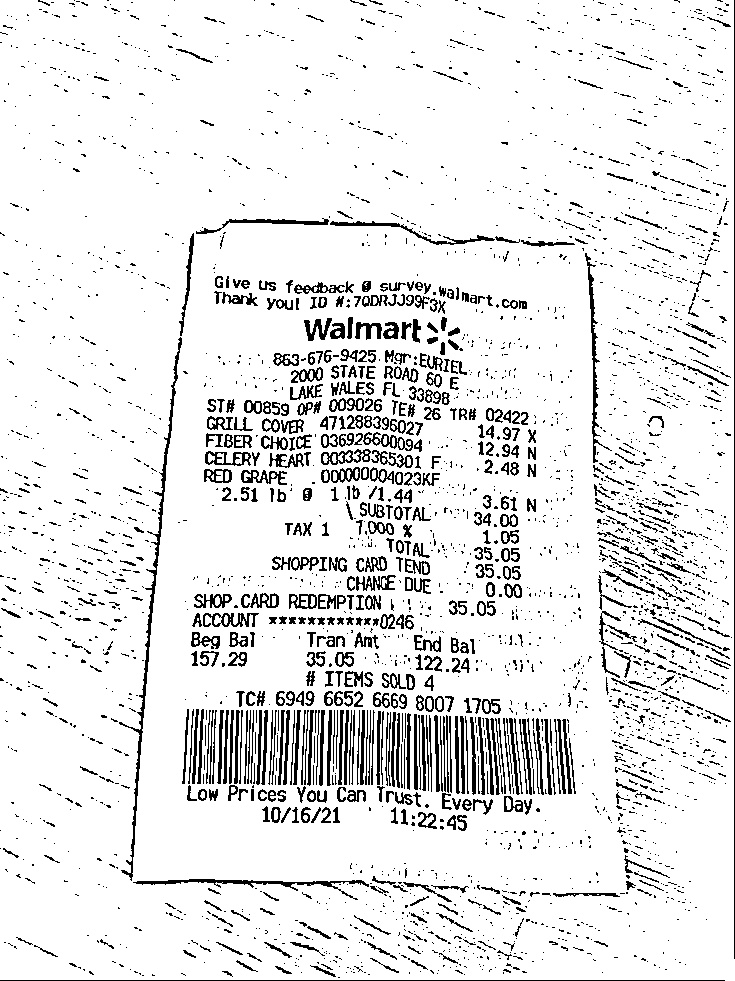 Give us feedback @ survey.walmart.com
Thank you! ID #:7QDRJJ99F3X
Walmart
863-676-9425 Mgr:EURIEL
2000 STATE ROAD 60 E
LAKE WALES FL 33898
ST# 00859 OP# 009026 TE# 26 TR# 02422
GRILL COVER 471288396027 14.97 X
FIBER CHOICE 036926600094 12.94 N
CELERY HEART 003338365301 F 2.48 N
RED GRAPE 000000004023KF
2.51 lb @ 1 lb /1.44 3.61 N
SUBTOTAL 34.00
TAX 1 7.000 % 1.05
TOTAL 35.05
SHOPPING CARD TEND 35.05
CHANGE DUE 0.00
SHOP.CARD REDEMPTION 35.05
ACCOUNT ************0246
Beg Bal Tran Amt End Bal
157.29 35.05 122.24
# ITEMS SOLD 4
TC# 6949 6652 6669 8007 1705
Low Prices You Can Trust. Every Day.
10/16/21 11:22:45